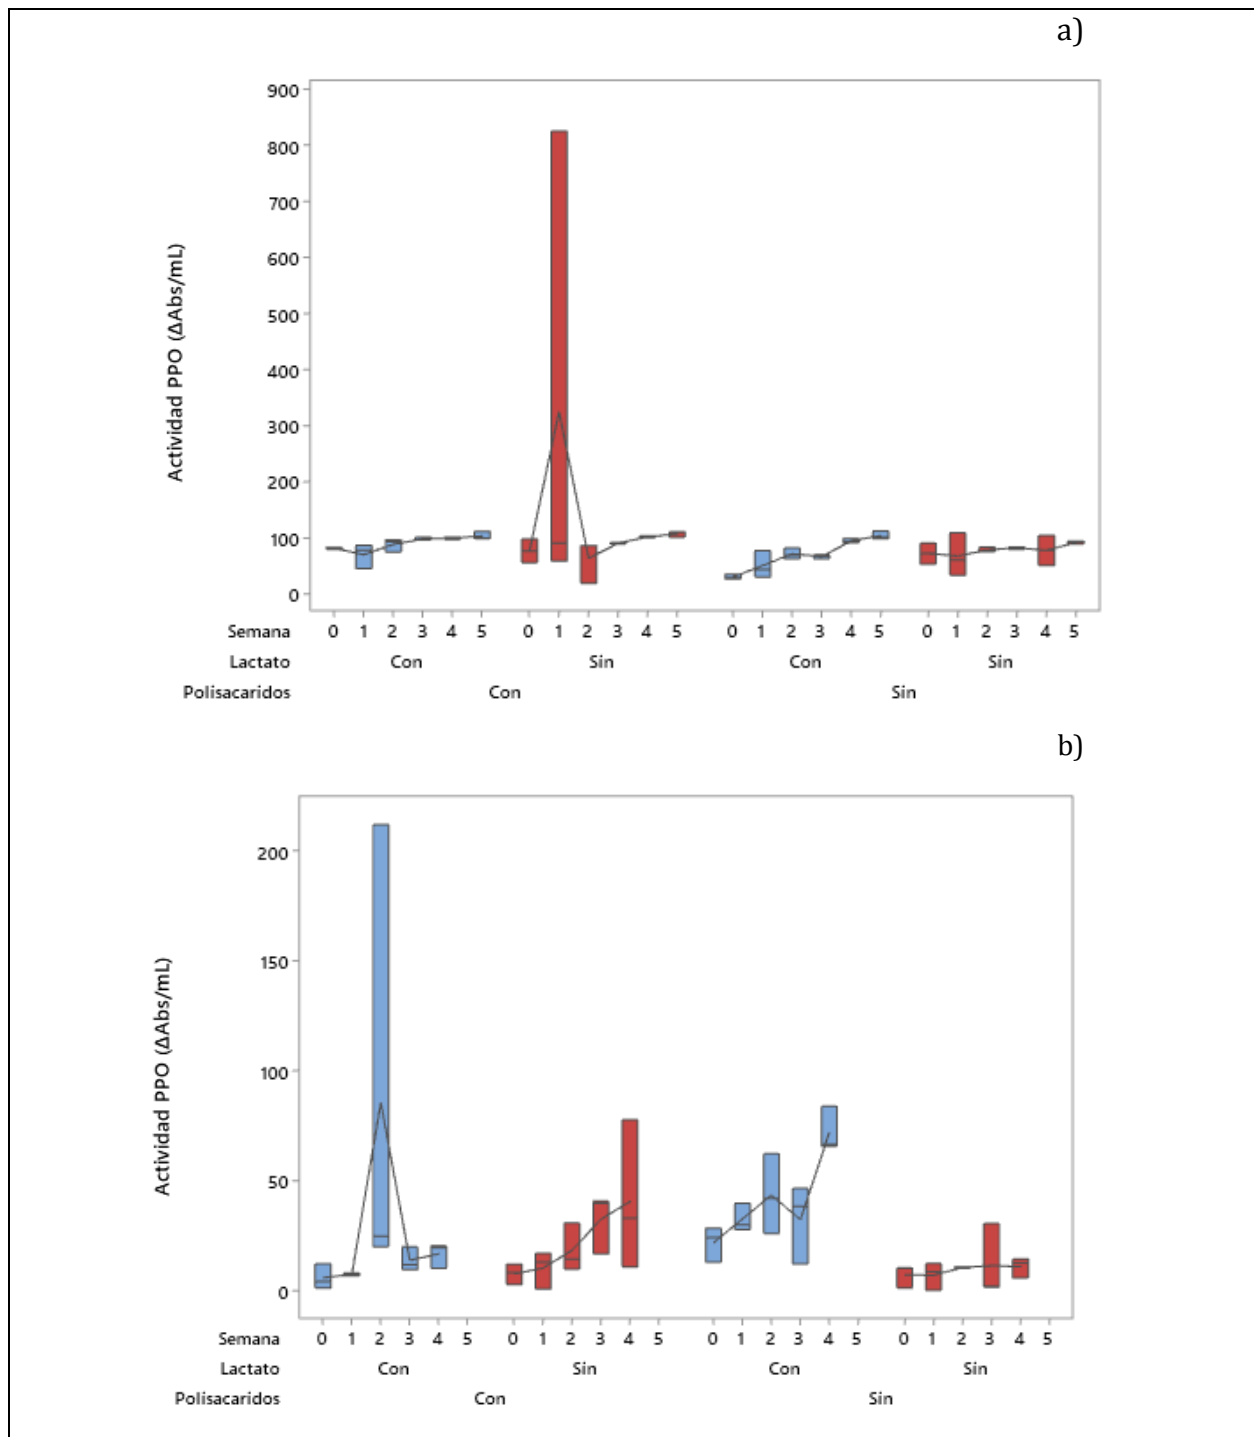 a)
900
800
700
600
500
400
300
200
100
0
Actividad PPO (ΔAbs/mL)
Semana 0 1 2 3 4 5 0 1 2 3 4 5 0 1 2 3 4 5 0 1 2 3 4 5
Lactato Con Sin Con Sin
Polisacaridos Con Sin
b)
200
150
100
50
0
Actividad PPO (ΔAbs/mL)
Semana 0 1 2 3 4 5 0 1 2 3 4 5 0 1 2 3 4 5 0 1 2 3 4 5
Lactato Con Sin Con Sin
Polisacaridos Con Sin